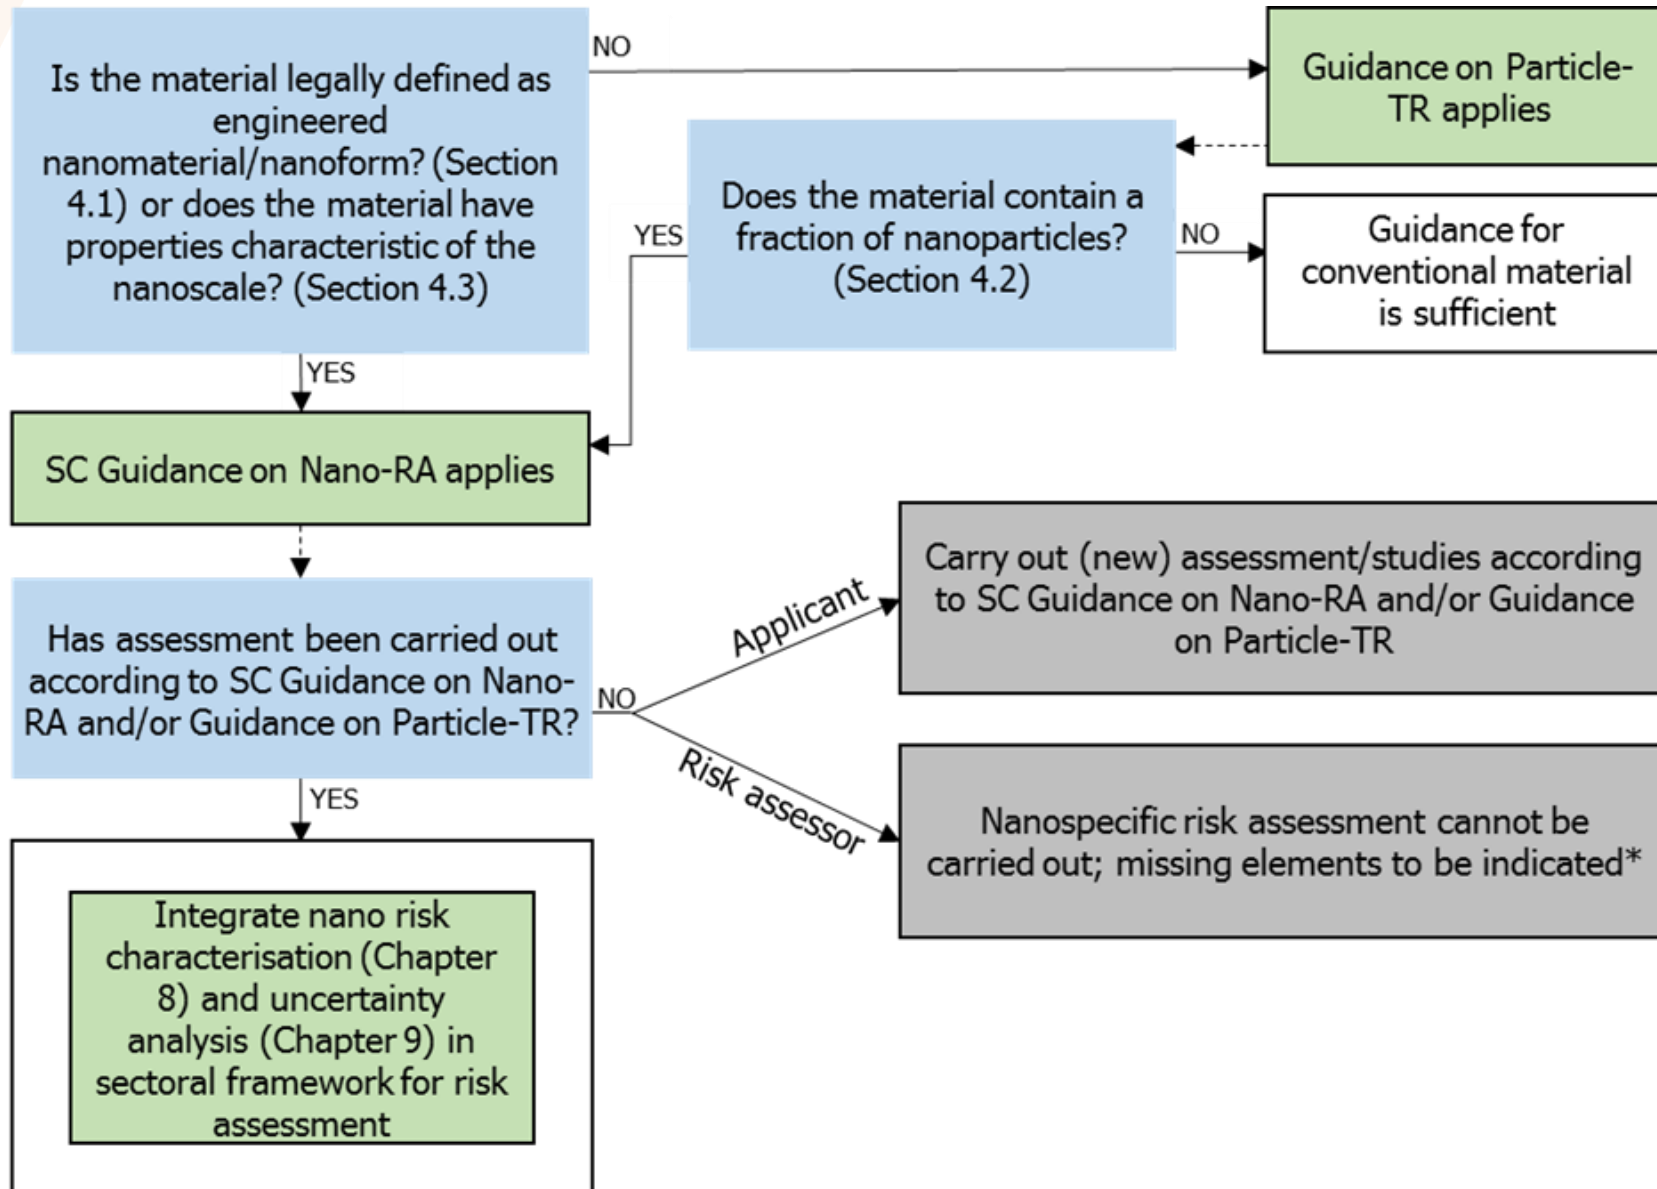 Is the material legally defined as
engineered
nanomaterial/nanoform? (Section
4.1) or does the material have
properties characteristic of the
nanoscale? (Section 4.3)
NO
Guidance on Particle-
TR applies
Does the material contain a
fraction of nanoparticles?
(Section 4.2)
YES
NO
Guidance for
conventional material
is sufficient
YES
SC Guidance on Nano-RA applies
Has assessment been carried out
according to SC Guidance on Nano-
RA and/or Guidance on Particle-TR?
NO
Applicant
Carry out (new) assessment/studies according
to SC Guidance on Nano-RA and/or Guidance
on Particle-TR
Risk assessor
Nanospecific risk assessment cannot be
carried out; missing elements to be indicated*
YES
Integrate nano risk
characterisation (Chapter
8) and uncertainty
analysis (Chapter 9) in
sectoral framework for risk
assessment